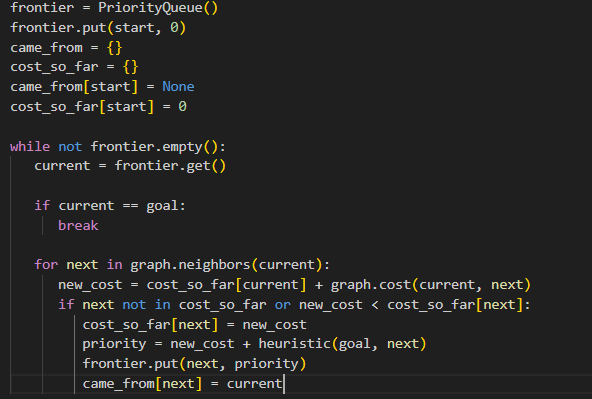 frontier = PriorityQueue()
frontier.put(start, 0)
came_from = {}
cost_so_far = {}
came_from[start] = None
cost_so_far[start] = 0

while not frontier.empty():
   current = frontier.get()

   if current == goal:
      break

   for next in graph.neighbors(current):
      new_cost = cost_so_far[current] + graph.cost(current, next)
      if next not in cost_so_far or new_cost < cost_so_far[next]:
         cost_so_far[next] = new_cost
         priority = new_cost + heuristic(goal, next)
         frontier.put(next, priority)
         came_from[next] = current